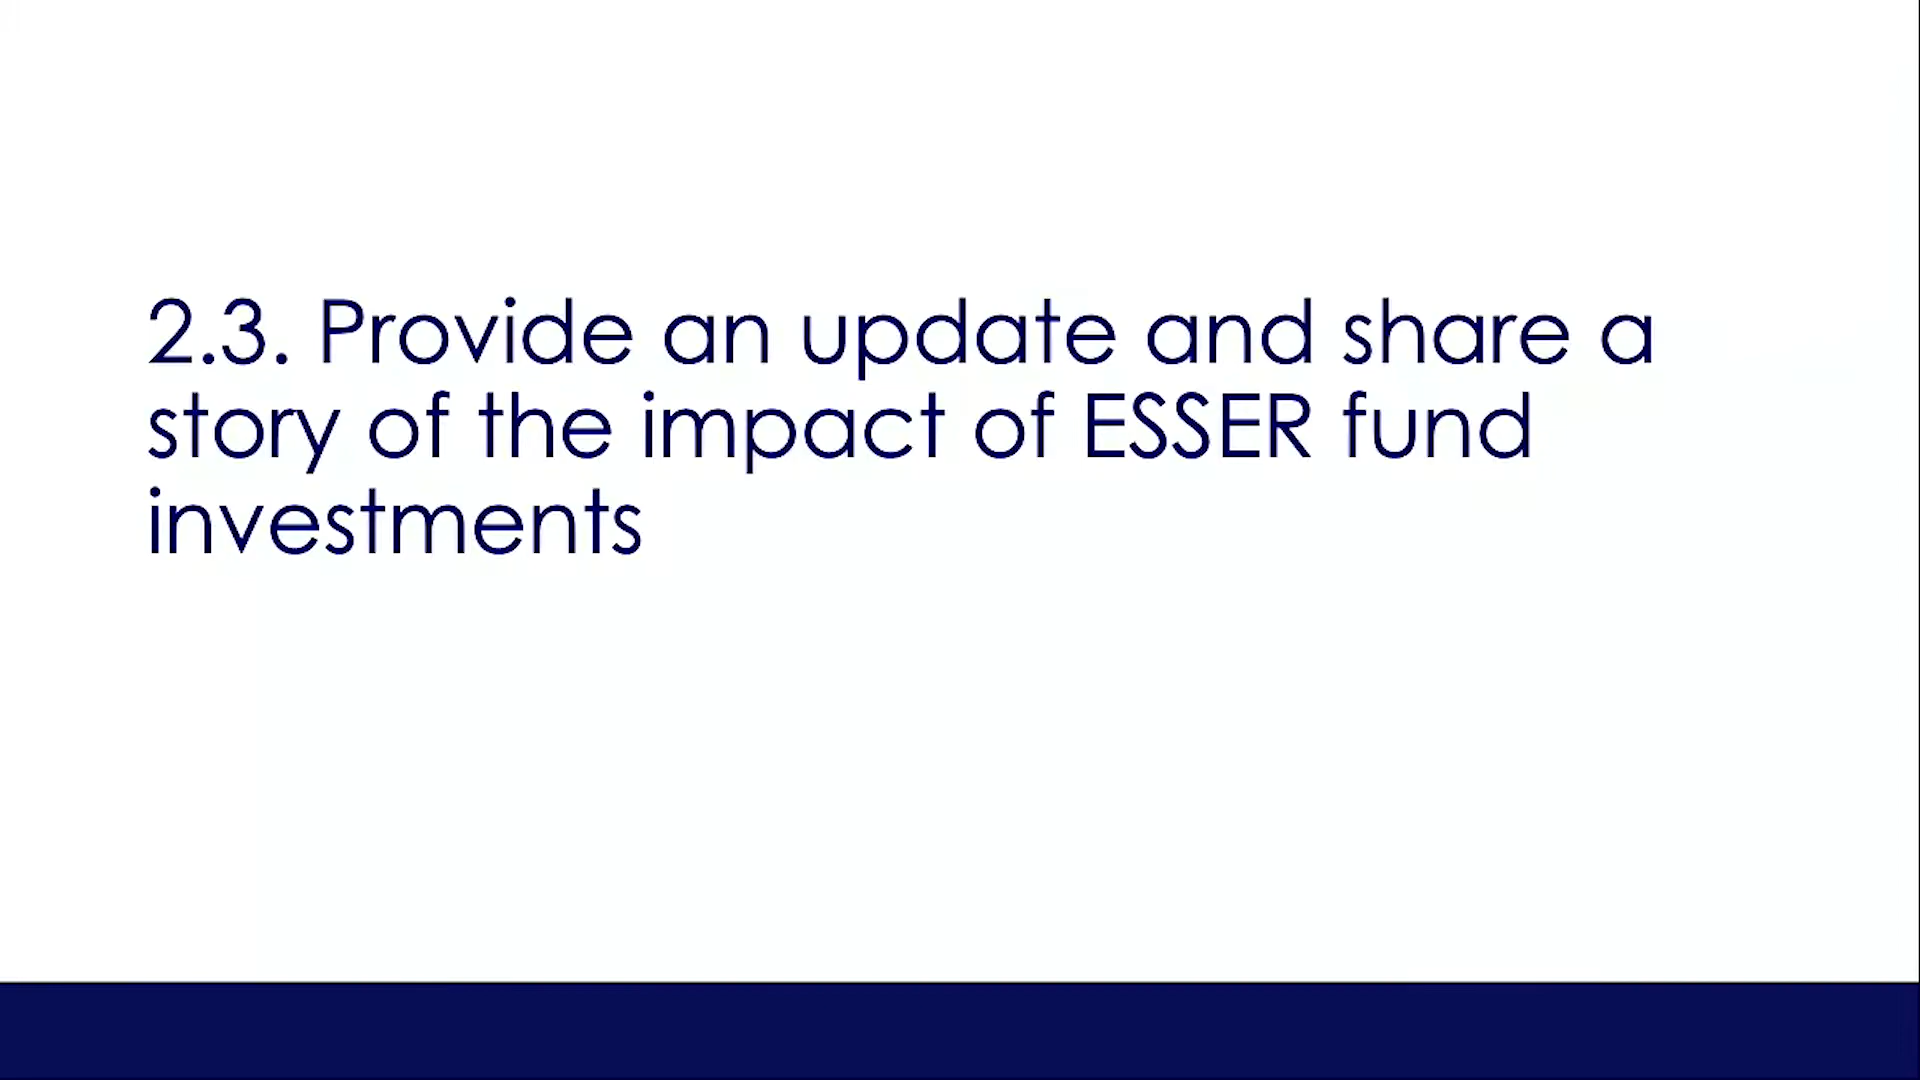 2.3. Provide an update and share a
story of the impact of ESSER fund
investments